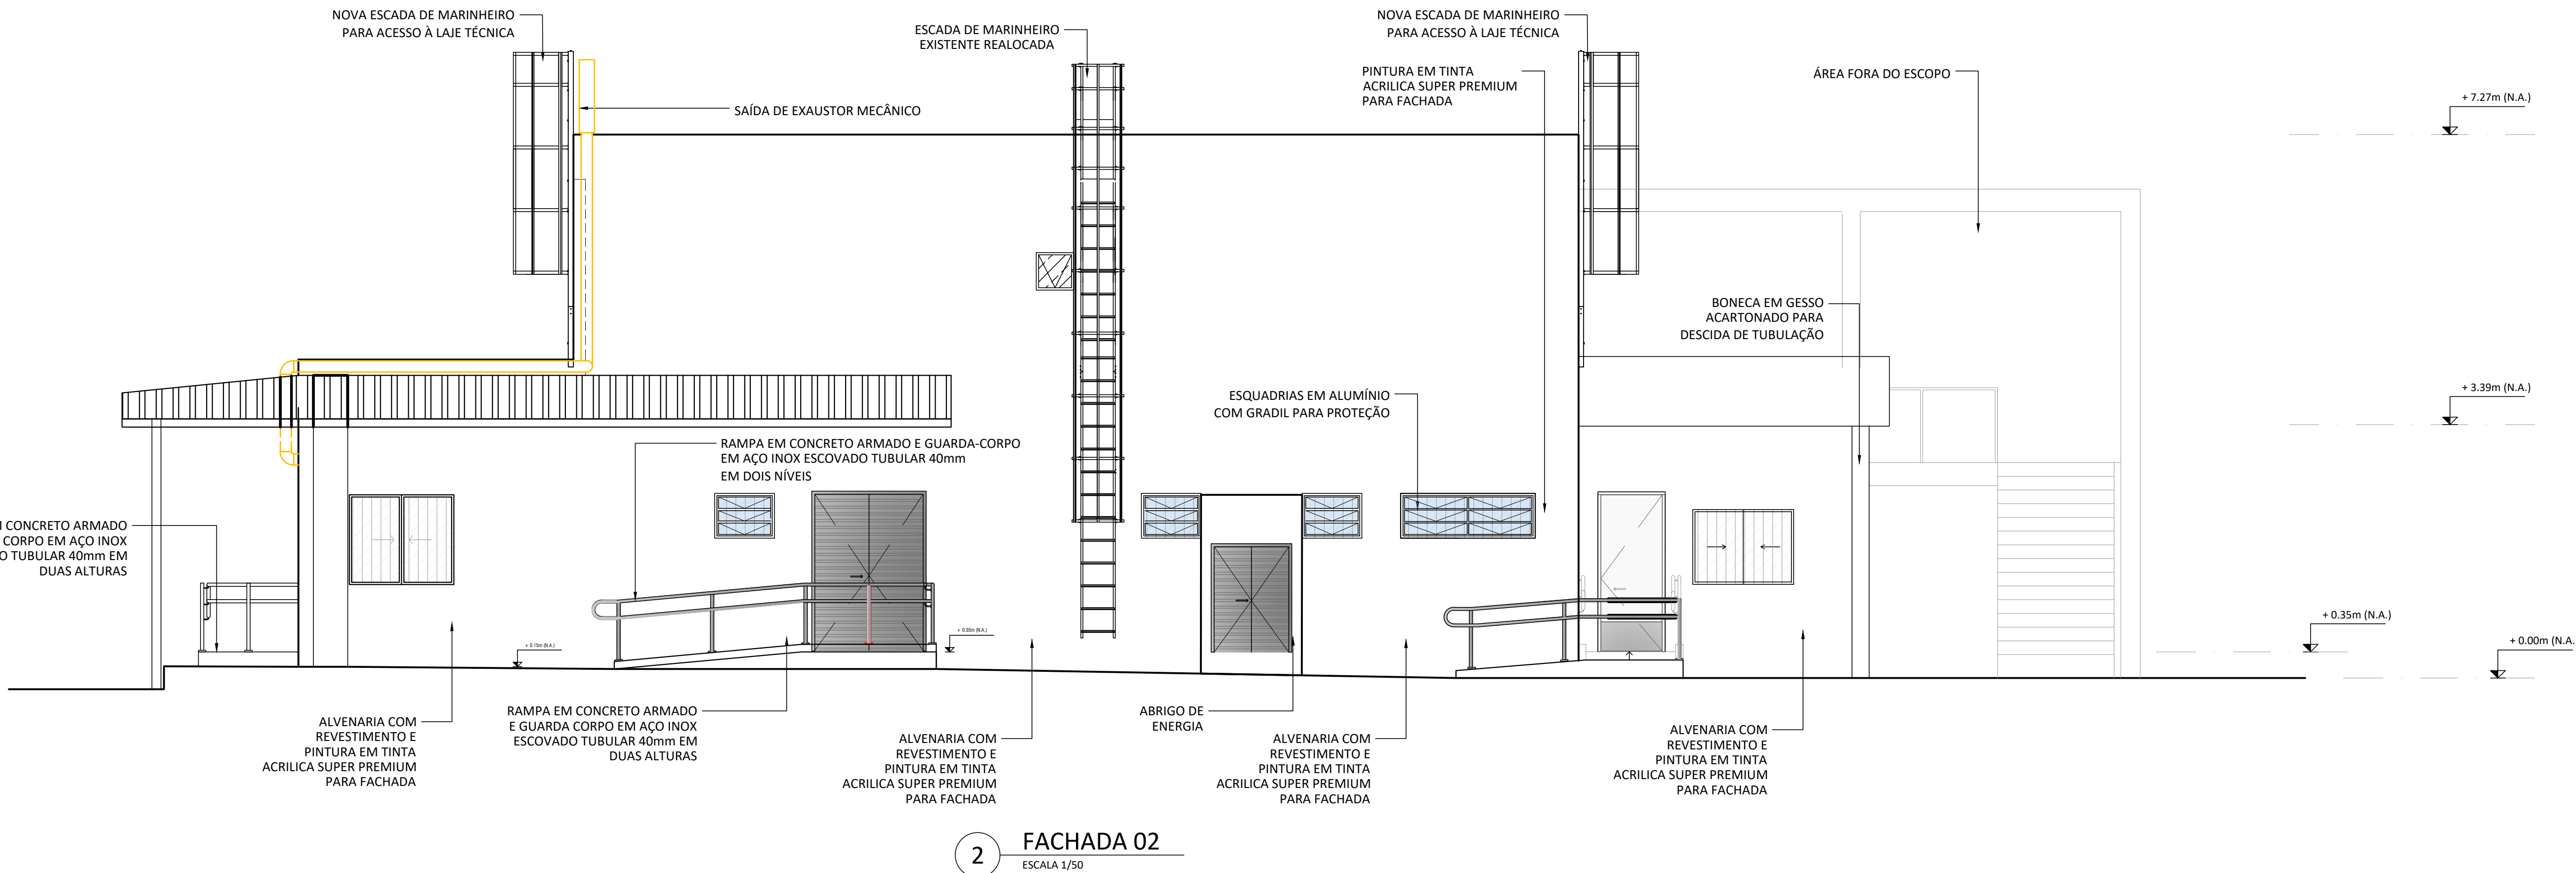 NOVA ESCADA DE MARINHEIRO
PARA ACESSO À LAJE TÉCNICA
ESCADA DE MARINHEIRO
EXISTENTE REALOCADA
NOVA ESCADA DE MARINHEIRO
PARA ACESSO À LAJE TÉCNICA
PINTURA EM TINTA
ACRILICA SUPER PREMIUM
PARA FACHADA
ÁREA FORA DO ESCOPO
+ 7.27m (N.A.)
SAÍDA DE EXAUSTOR MECÂNICO
BONECA EM GESSO
ACARTONADO PARA
DESCIDA DE TUBULAÇÃO
+ 3.39m (N.A.)
ESQUADRIAS EM ALUMÍNIO
COM GRADIL PARA PROTEÇÃO
RAMPA EM CONCRETO ARMADO E GUARDA-CORPO
EM AÇO INOX ESCOVADO TUBULAR 40mm
EM DOIS NÍVEIS
M CONCRETO ARMADO
CORPO EM AÇO INOX
O TUBULAR 40mm EM
DUAS ALTURAS
+ 0.15m (N.A.)
+ 0.35m (N.A.)
+ 0.35m (N.A.)
+ 0.00m (N.A.
ALVENARIA COM
REVESTIMENTO E
PINTURA EM TINTA
ACRILICA SUPER PREMIUM
PARA FACHADA
RAMPA EM CONCRETO ARMADO
E GUARDA CORPO EM AÇO INOX
ESCOVADO TUBULAR 40mm EM
DUAS ALTURAS
ALVENARIA COM
REVESTIMENTO E
PINTURA EM TINTA
ACRILICA SUPER PREMIUM
PARA FACHADA
ABRIGO DE
ENERGIA
ALVENARIA COM
REVESTIMENTO E
PINTURA EM TINTA
ACRILICA SUPER PREMIUM
PARA FACHADA
ALVENARIA COM
REVESTIMENTO E
PINTURA EM TINTA
ACRILICA SUPER PREMIUM
PARA FACHADA
2 FACHADA 02
ESCALA 1/50